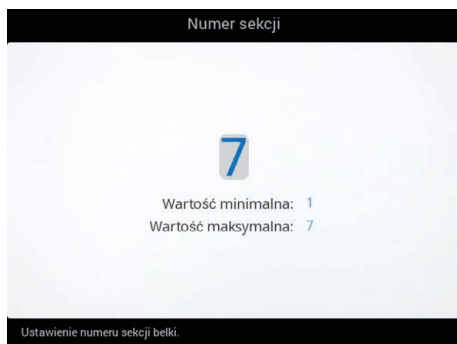 Numer sekcji
7
Wartość minimalna: 1
Wartość maksymalna: 7
Ustawienie numeru sekcji belki.